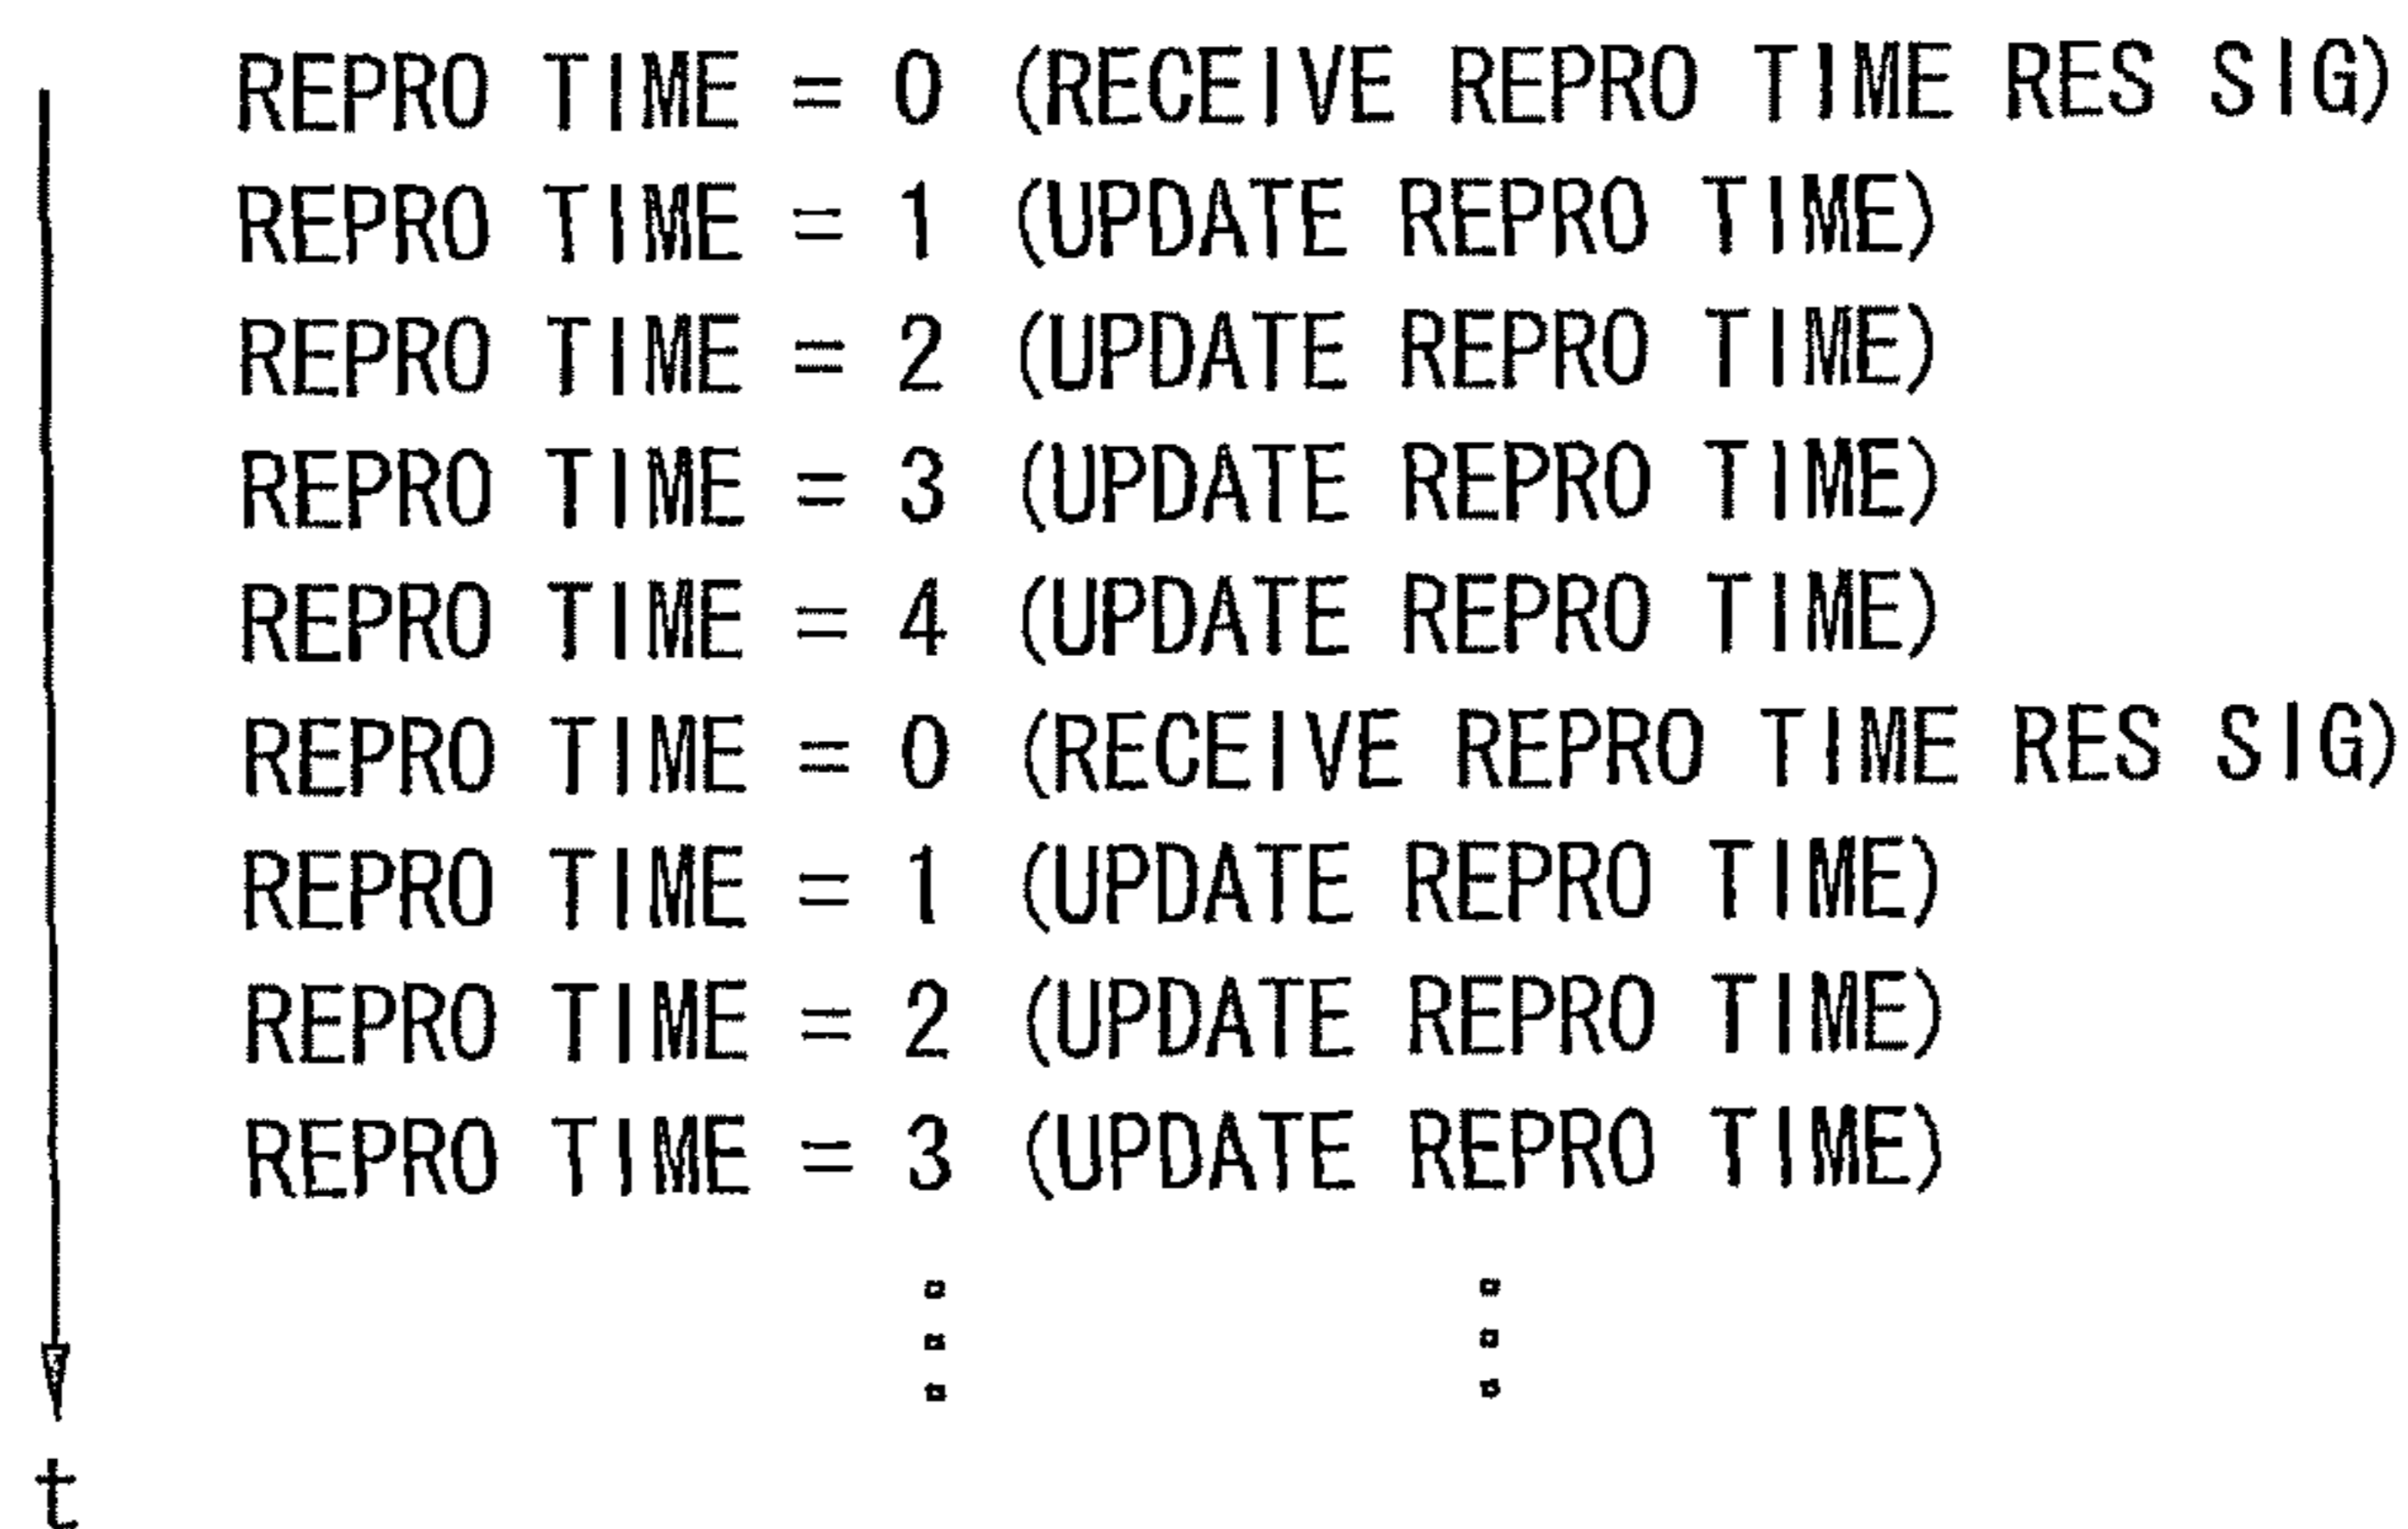 REPRO TIME = 0 (RECEIVE REPRO TIME RES SIG)
REPRO TIME = 1 (UPDATE REPRO TIME)
REPRO TIME = 2 (UPDATE REPRO TIME)
REPRO TIME = 3 (UPDATE REPRO TIME)
REPRO TIME = 4 (UPDATE REPRO TIME)
REPRO TIME = 0 (RECEIVE REPRO TIME RES SIG)
REPRO TIME = 1 (UPDATE REPRO TIME)
REPRO TIME = 2 (UPDATE REPRO TIME)
REPRO TIME = 3 (UPDATE REPRO TIME)
t